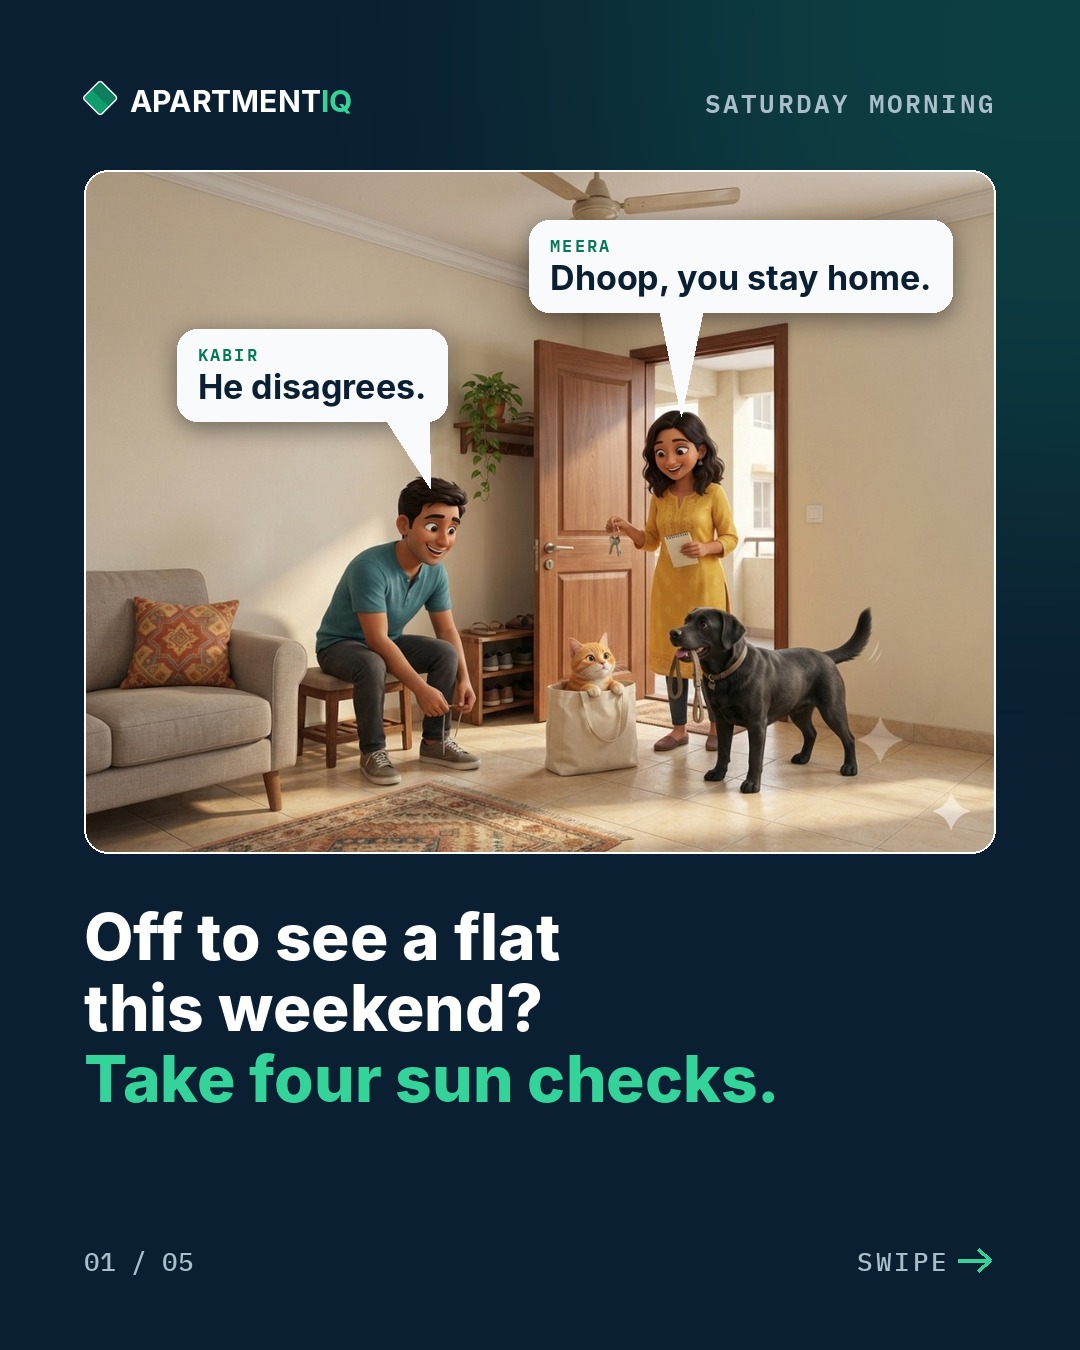 APARTMENTIQ
SATURDAY MORNING
MEERA
Dhoop, you stay home.
KABIR
He disagrees.
Off to see a flat
this weekend?
Take four sun checks.
01 / 05
SWIPE